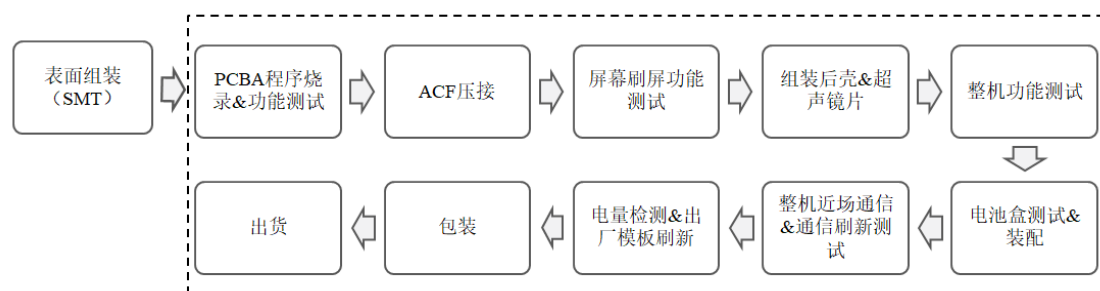 表面组装
（SMT）
PCBA程序烧
录&功能测试
ACF压接
屏幕刷屏功能
测试
组装后壳&超
声镜片
整机功能测试
电池盒测试&
装配
整机近场通信
&通信刷新测
试
电量检测&出
厂模板刷新
包装
出货